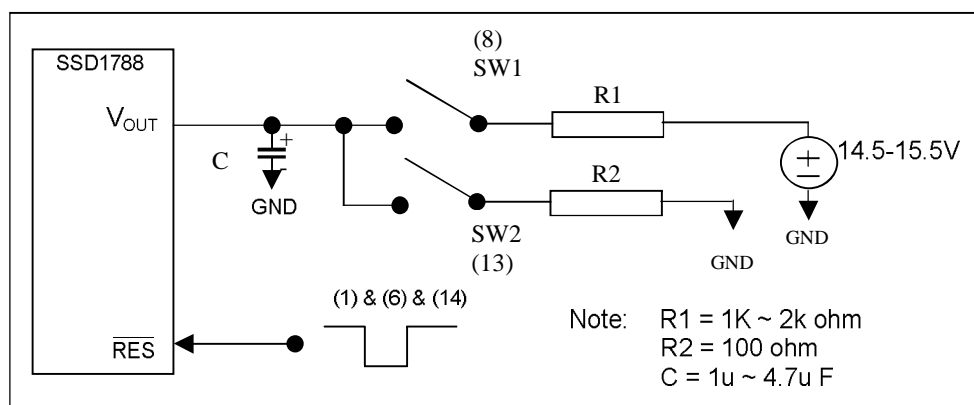 (8)
SW1
SSD1788
R1
VOUT
+
C
-
GND
14.5-15.5V
+
R2
GND
SW2
(13)
GND
(1) & (6) & (14)
RES
Note: R1 = 1K ~ 2k ohm
R2 = 100 ohm
C = 1u ~ 4.7u F